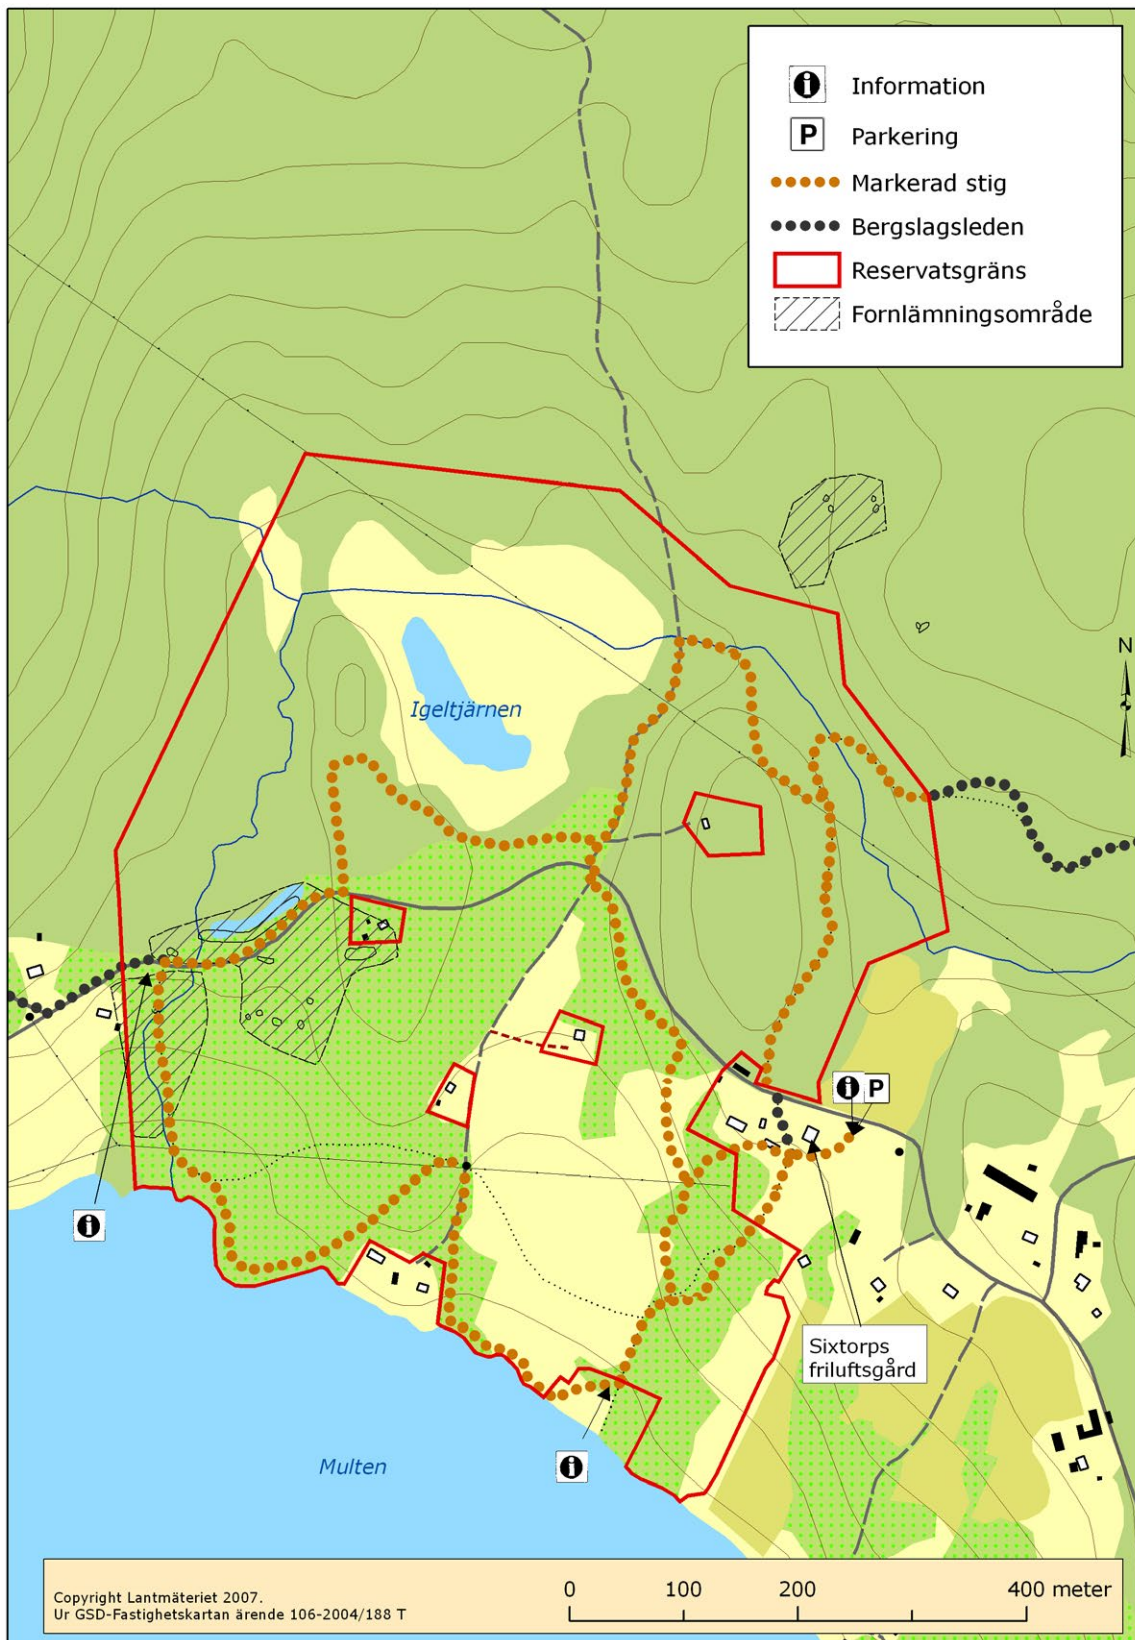 i Information
P Parkering
Markerad stig
Bergslagsleden
Reservatsgräns
Fornlämningsområde
N
Igeltjärnen
i P
i
Sixtorps
friluftsgård
i
Multen
Copyright Lantmäteriet 2007.
Ur GSD-Fastighetskartan ärende 106-2004/188 T
0 100 200 400 meter